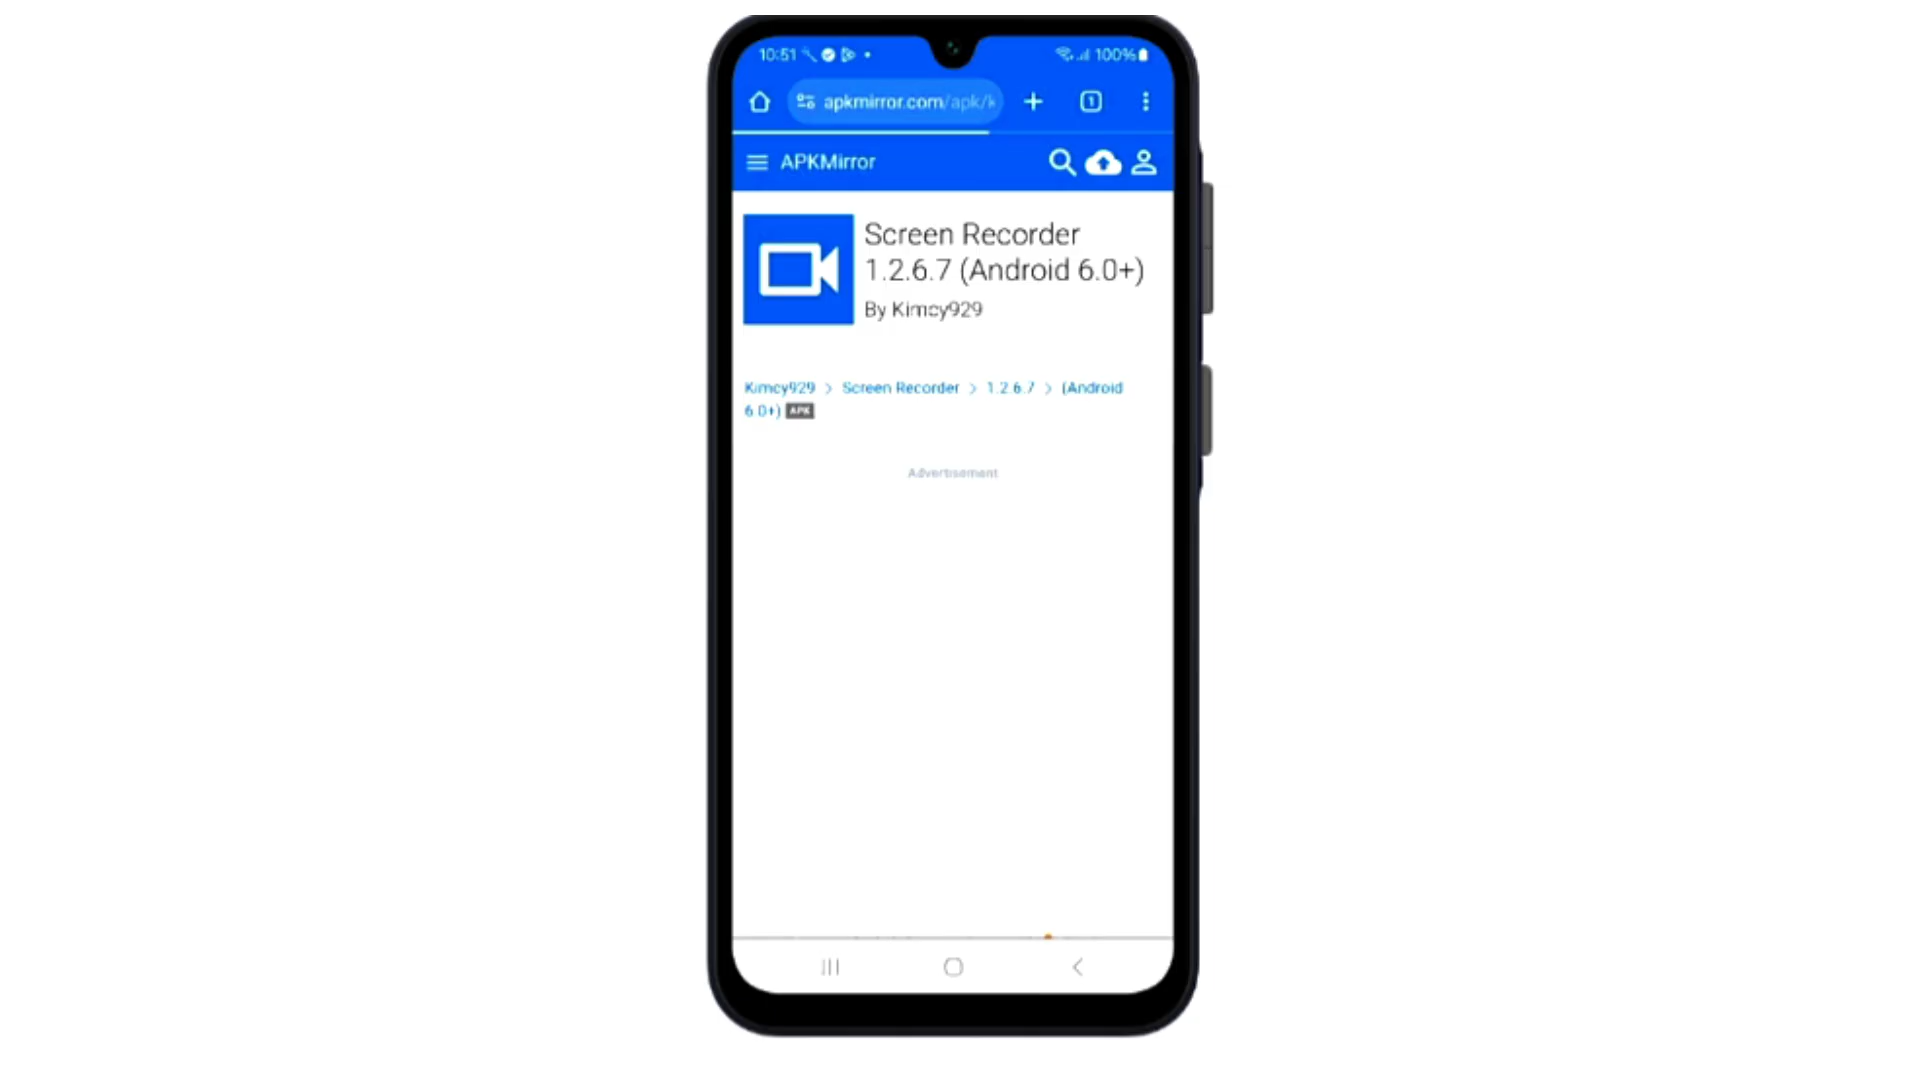 10:51 100%
apkmirror.com/apk/k 1
APKMirror
Screen Recorder
1.2.6.7 (Android 6.0+)
By Kimcy929
Kimcy929 > Screen Recorder > 1.2.6.7 > (Android
6.0+) APK
Advertisement